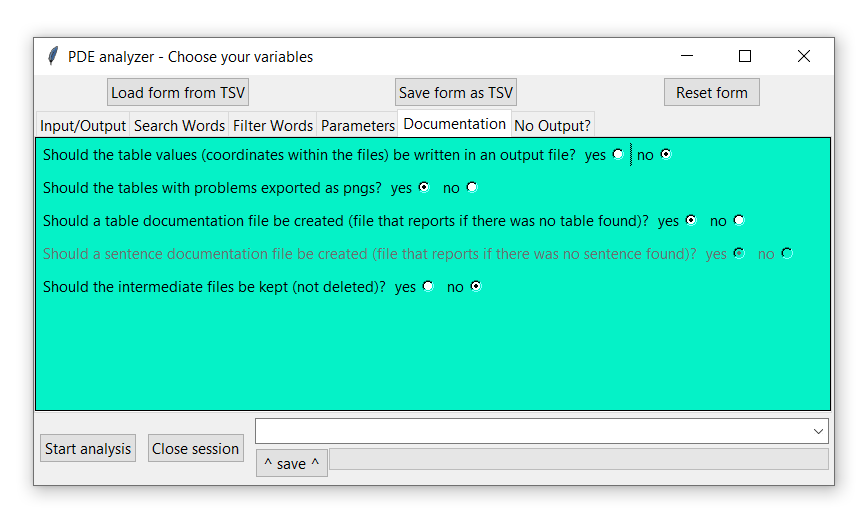 PDE analyzer - Choose your variables
Load form from TSV Save form as TSV Reset form
Input/Output Search Words Filter Words Parameters Documentation No Output?
Should the table values (coordinates within the files) be written in an output file? yes no
Should the tables with problems exported as pngs? yes no
Should a table documentation file be created (file that reports if there was no table found)? yes no
Should a sentence documentation file be created (file that reports if there was no sentence found)? yes no
Should the intermediate files be kept (not deleted)? yes no
Start analysis Close session
^ save ^